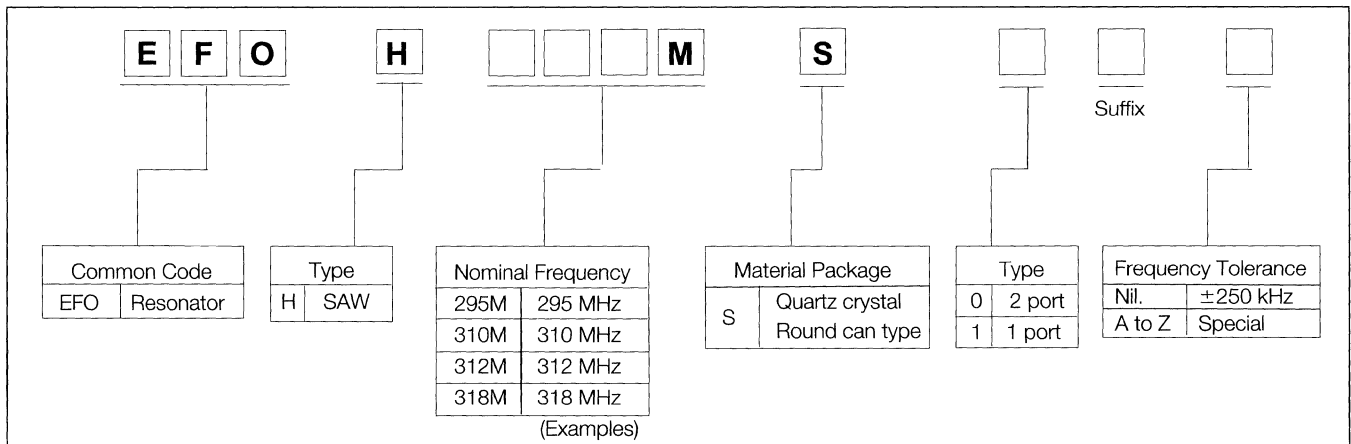 E F O H M S
Suffix
Common Code
EFO Resonator
Type
H SAW
Nominal Frequency
295M 295 MHz
310M 310 MHz
312M 312 MHz
318M 318 MHz
(Examples)
Material Package
S Quartz crystal
Round can type
Type
0 2 port
1 1 port
Frequency Tolerance
Nil. ±250 kHz
A to Z Special